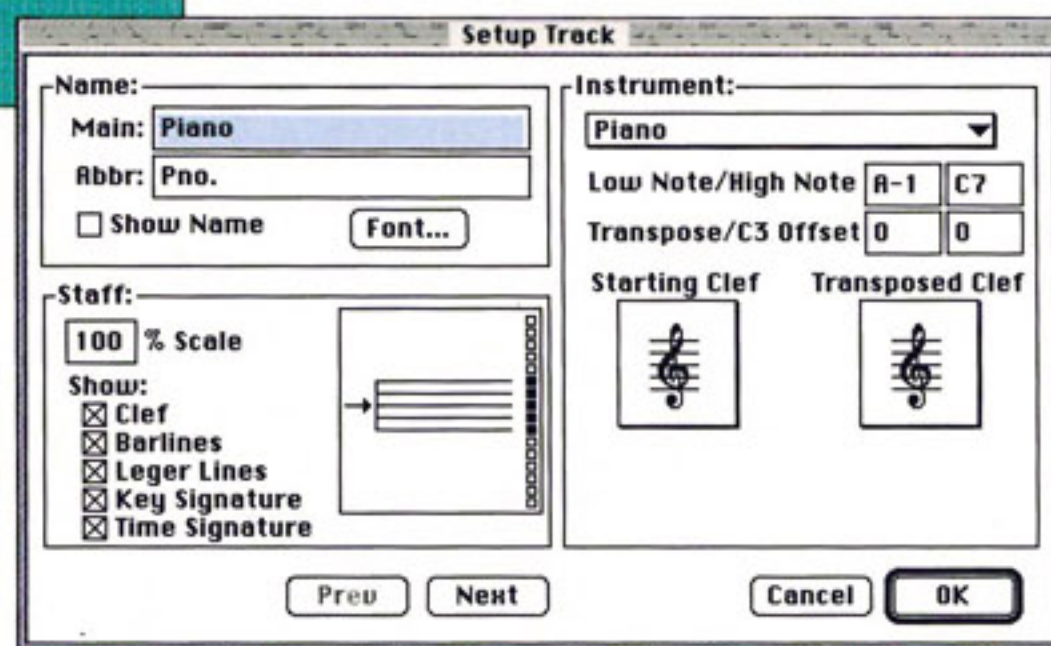 Setup Track
Name:
Main: Piano
Abbr: Pno.
Show Name
Font...
Staff:
100 % Scale
Show:
Clef
Barlines
Leger Lines
Key Signature
Time Signature
Instrument:
Piano
Low Note/High Note A-1 C7
Transpose/C3 Offset 0 0
Starting Clef Transposed Clef
Prev Next Cancel OK